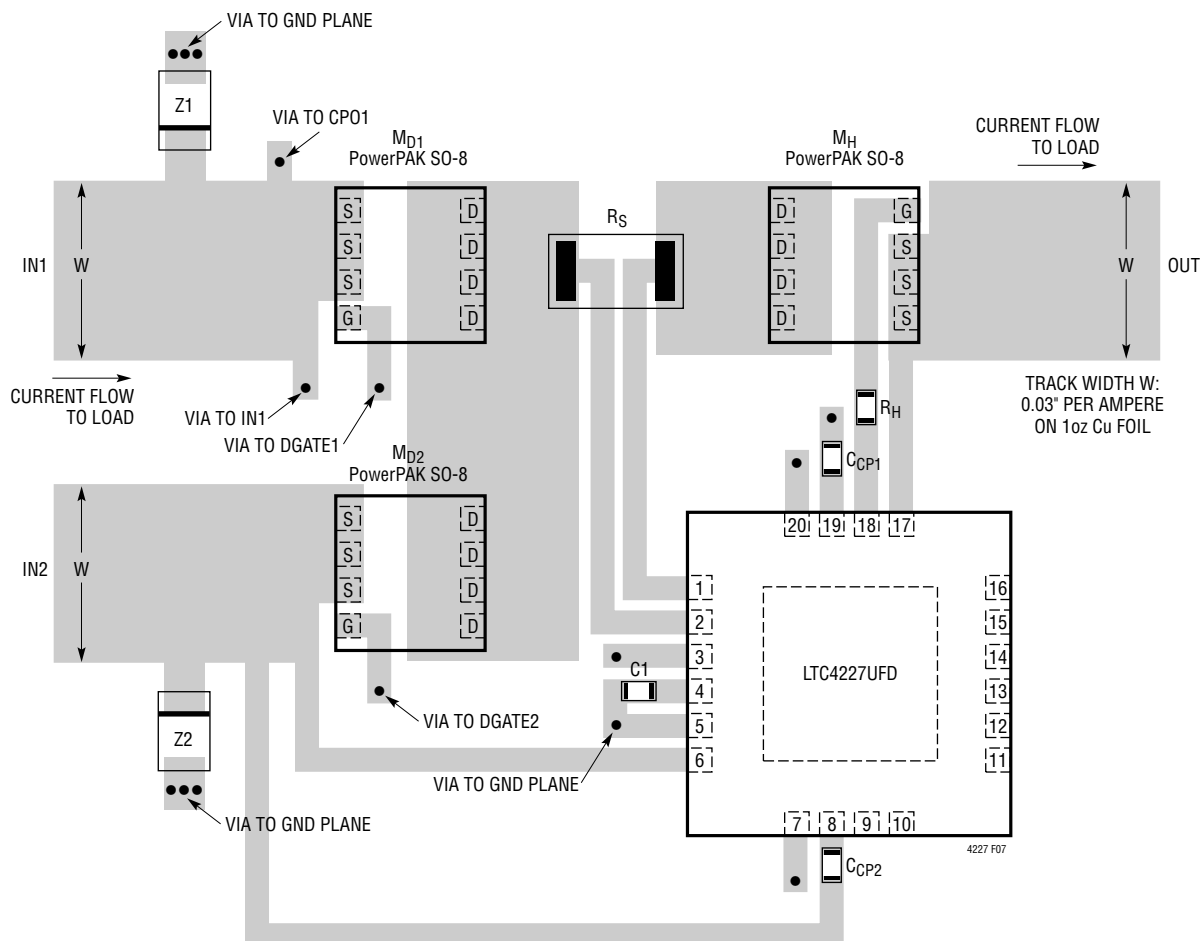 VIA TO GND PLANE
Z1
VIA TO CPO1
MD1
PowerPAK SO-8
MH
PowerPAK SO-8
CURRENT FLOW
TO LOAD
S
D
S
D
S
D
G
D
RS
D
G
D
S
D
S
D
S
IN1
W
W
OUT
CURRENT FLOW
TO LOAD
VIA TO IN1
VIA TO DGATE1
TRACK WIDTH W:
0.03" PER AMPERE
ON 1oz Cu FOIL
RH
CCP1
MD2
PowerPAK SO-8
S
D
S
D
S
D
G
D
IN2
W
20
19
18
17
1
2
3
4
5
6
16
15
14
13
12
11
LTC4227UFD
C1
VIA TO DGATE2
VIA TO GND PLANE
Z2
VIA TO GND PLANE
7
8
9
10
CCP2
4227 F07